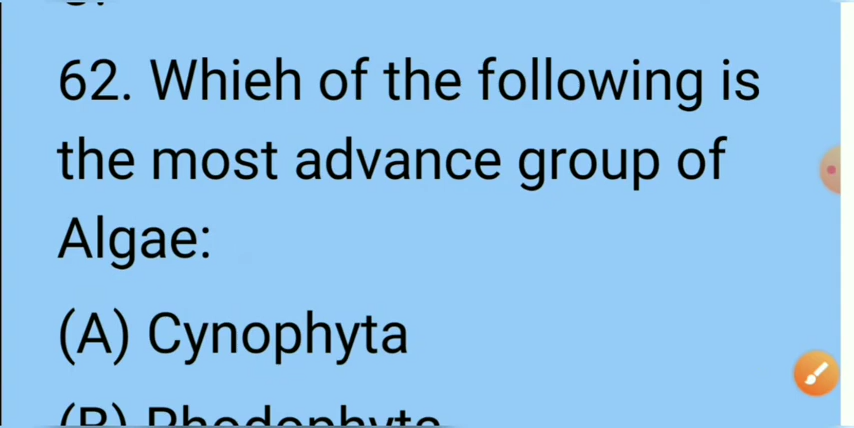 62. Whieh of the following is
the most advance group of
Algae:
(A) Cynophyta